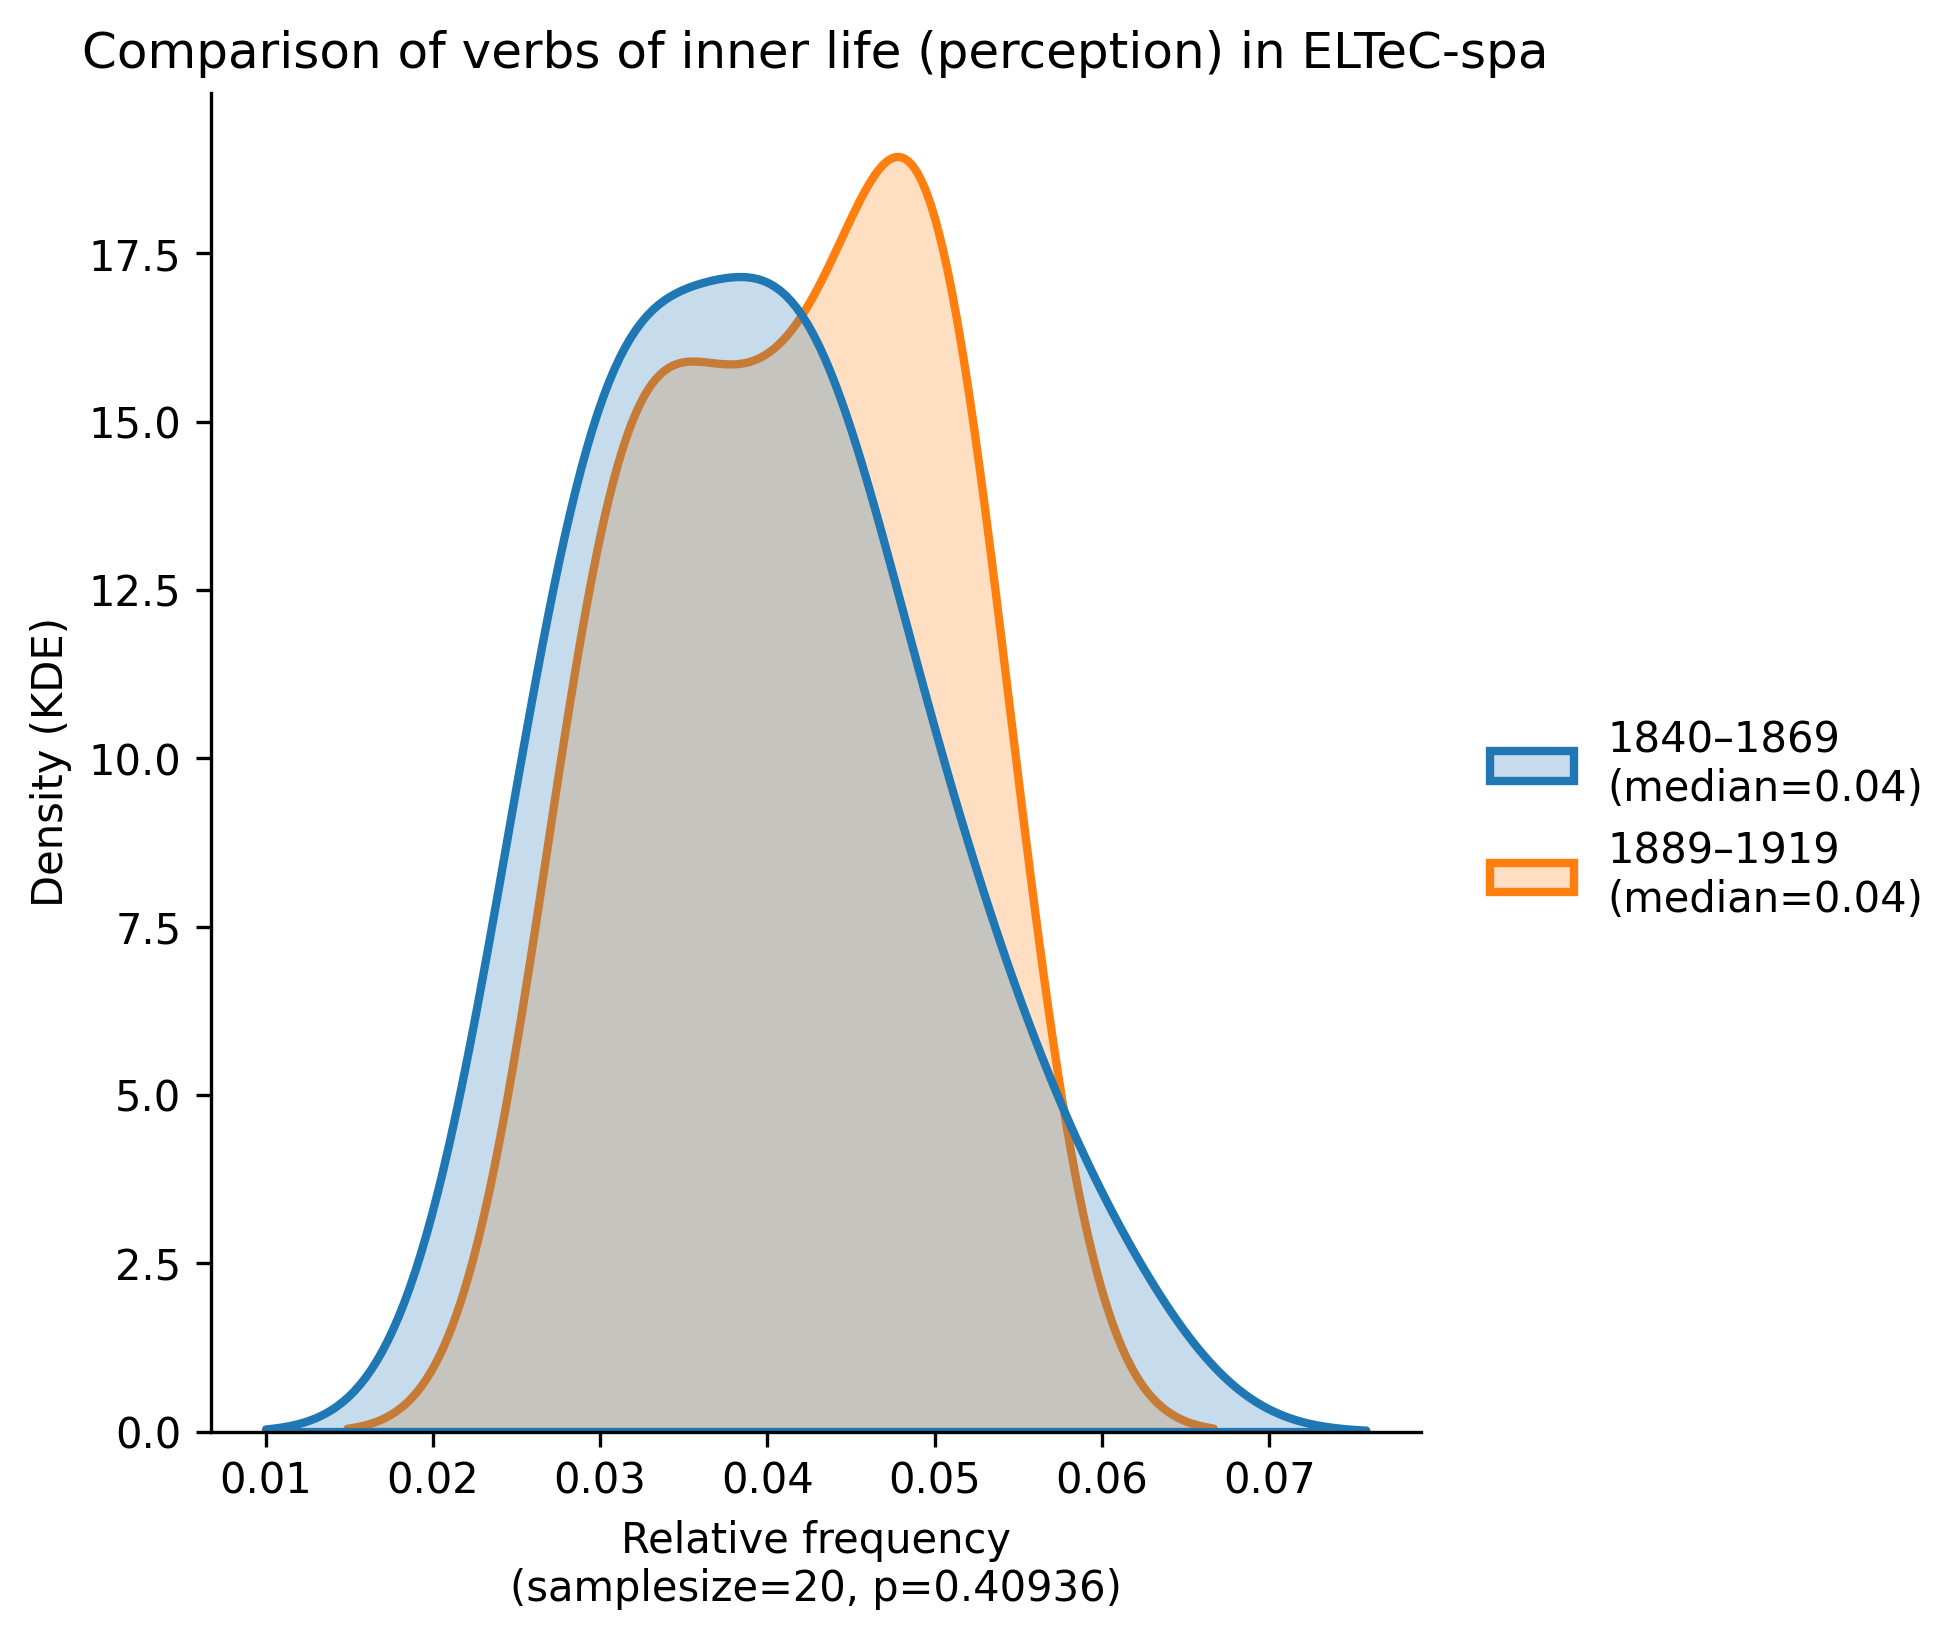 Comparison of verbs of inner life (perception) in ELTeC-spa
Density (KDE)
17.5
15.0
12.5
10.0
7.5
5.0
2.5
0.0
0.01 0.02 0.03 0.04 0.05 0.06 0.07
Relative frequency
(samplesize=20, p=0.40936)
1840–1869
(median=0.04)
1889–1919
(median=0.04)